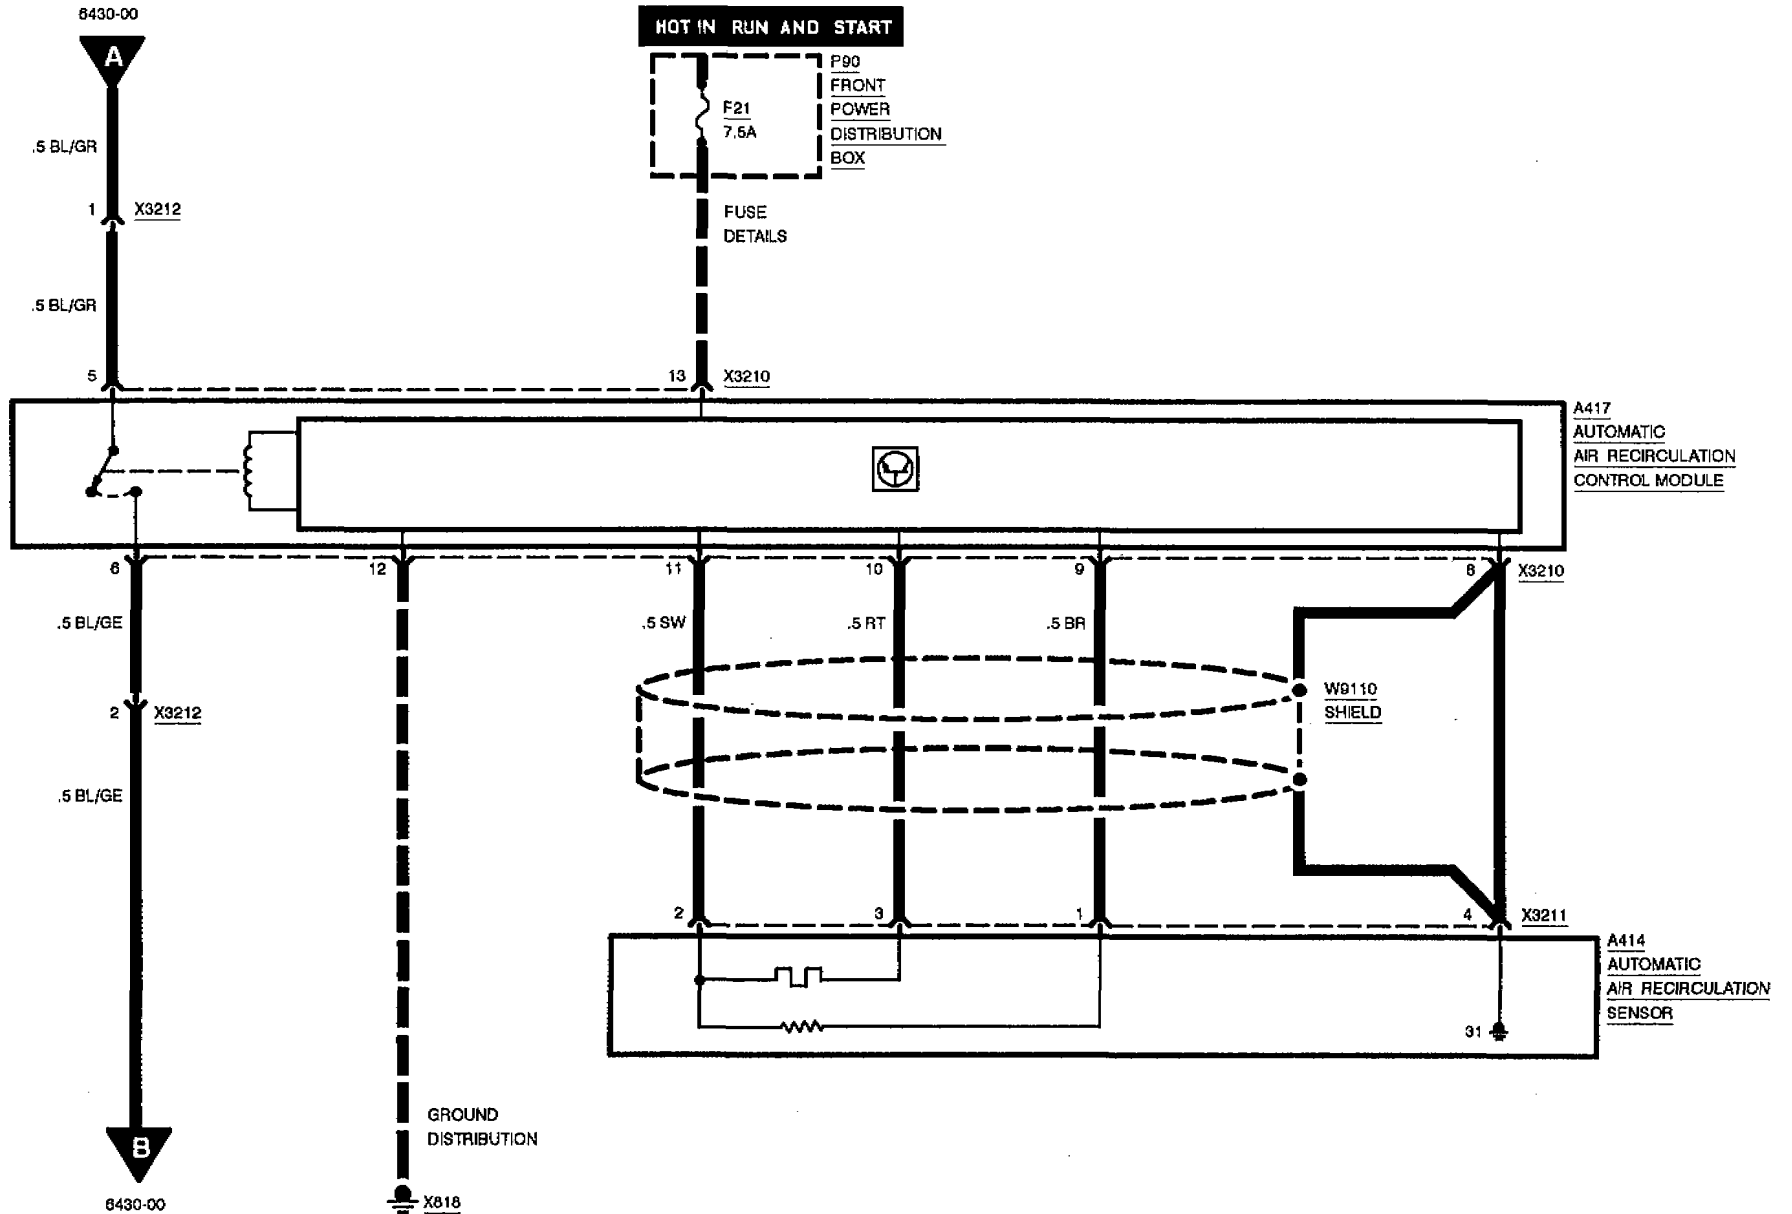 6430-00
A
HOT IN RUN AND START
P90
FRONT
POWER
DISTRIBUTION
BOX
F21
7.5A
.5 BL/GR
1
X3212
FUSE
DETAILS
.5 BL/GR
5
13
X3210
A417
AUTOMATIC
AIR RECIRCULATION
CONTROL MODULE
6
12
11
10
9
8
X3210
.5 BL/GE
.5 SW
.5 RT
.5 BR
2
X3212
W9110
SHIELD
.5 BL/GE
2
3
1
4
X3211
A414
AUTOMATIC
AIR RECIRCULATION
SENSOR
31
GROUND
DISTRIBUTION
B
6430-00
X818